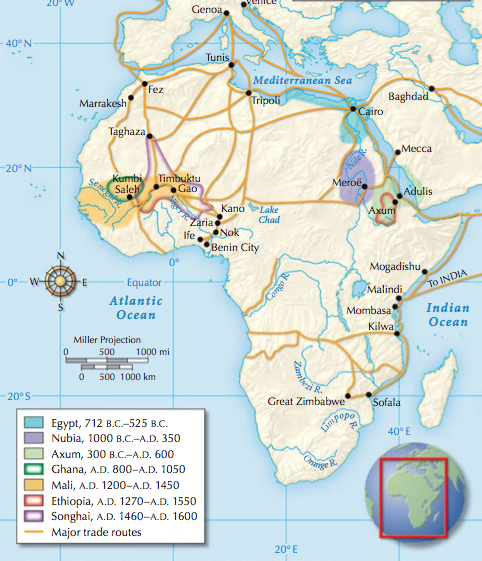 20°W
Genoa
Venice
40°N
Tunis
Mediterranean Sea
Fez
Tripoli
Baghdad
Marrakesh
Cairo
Taghaza
Mecca
20°N
Nile R.
Kumbi
Saleh
Timbuktu
Gao
Meroë
Adulis
Senegal R.
Niger R.
Axum
Kano
Lake
Chad
Zaria
Nok
Ife
Benin City
N
W
E
S
0°
Mogadishu
To INDIA
0°
Equator
Malindi
Congo R.
Atlantic
Ocean
Mombasa
Indian
Ocean
Kilwa
Miller Projection
0 500 1000 mi
0 500 1000 km
Zambezi R.
Great Zimbabwe
Sofala
20°S
Limpopo R.
40°E
Orange R.
20°E
Egypt, 712 B.C.–525 B.C.
Nubia, 1000 B.C.–A.D. 350
Axum, 300 B.C.–A.D. 600
Ghana, A.D. 800–A.D. 1050
Mali, A.D. 1200–A.D. 1450
Ethiopia, A.D. 1270–A.D. 1550
Songhai, A.D. 1460–A.D. 1600
Major trade routes